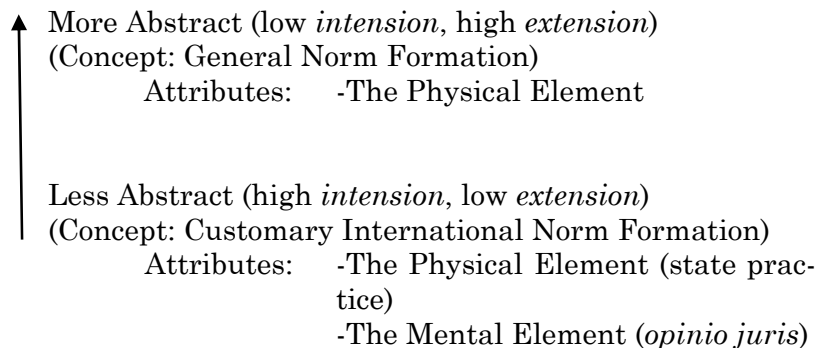 More Abstract (low intension, high extension)
(Concept: General Norm Formation)
Attributes: -The Physical Element
Less Abstract (high intension, low extension)
(Concept: Customary International Norm Formation)
Attributes: -The Physical Element (state prac-
tice)
-The Mental Element (opinio juris)